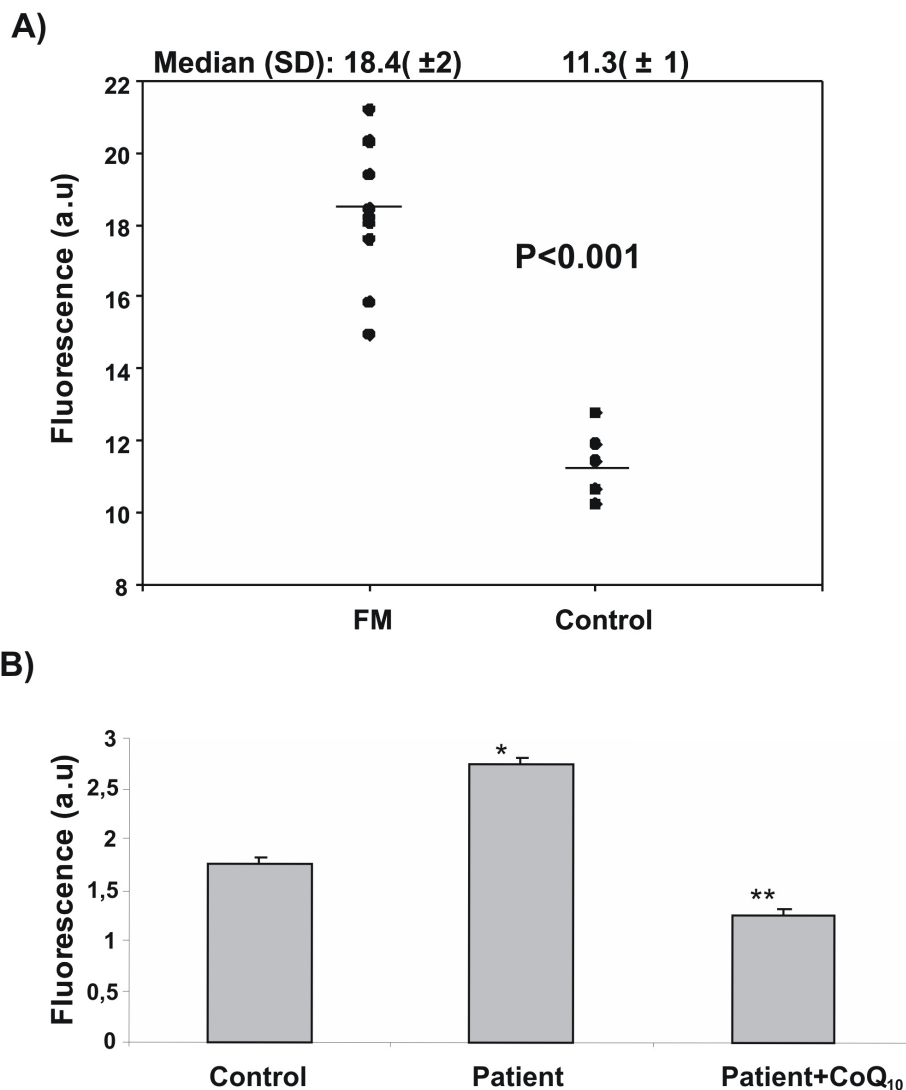 A)
Median (SD): 18.4( ±2) 11.3( ± 1)
22
20
18
16
14
12
10
8
Fluorescence (a.u)
P<0.001
FM Control
B)
3
2,5
2
1,5
1
0,5
0
Fluorescence (a.u)
*
**
Control Patient Patient+CoQ₁₀